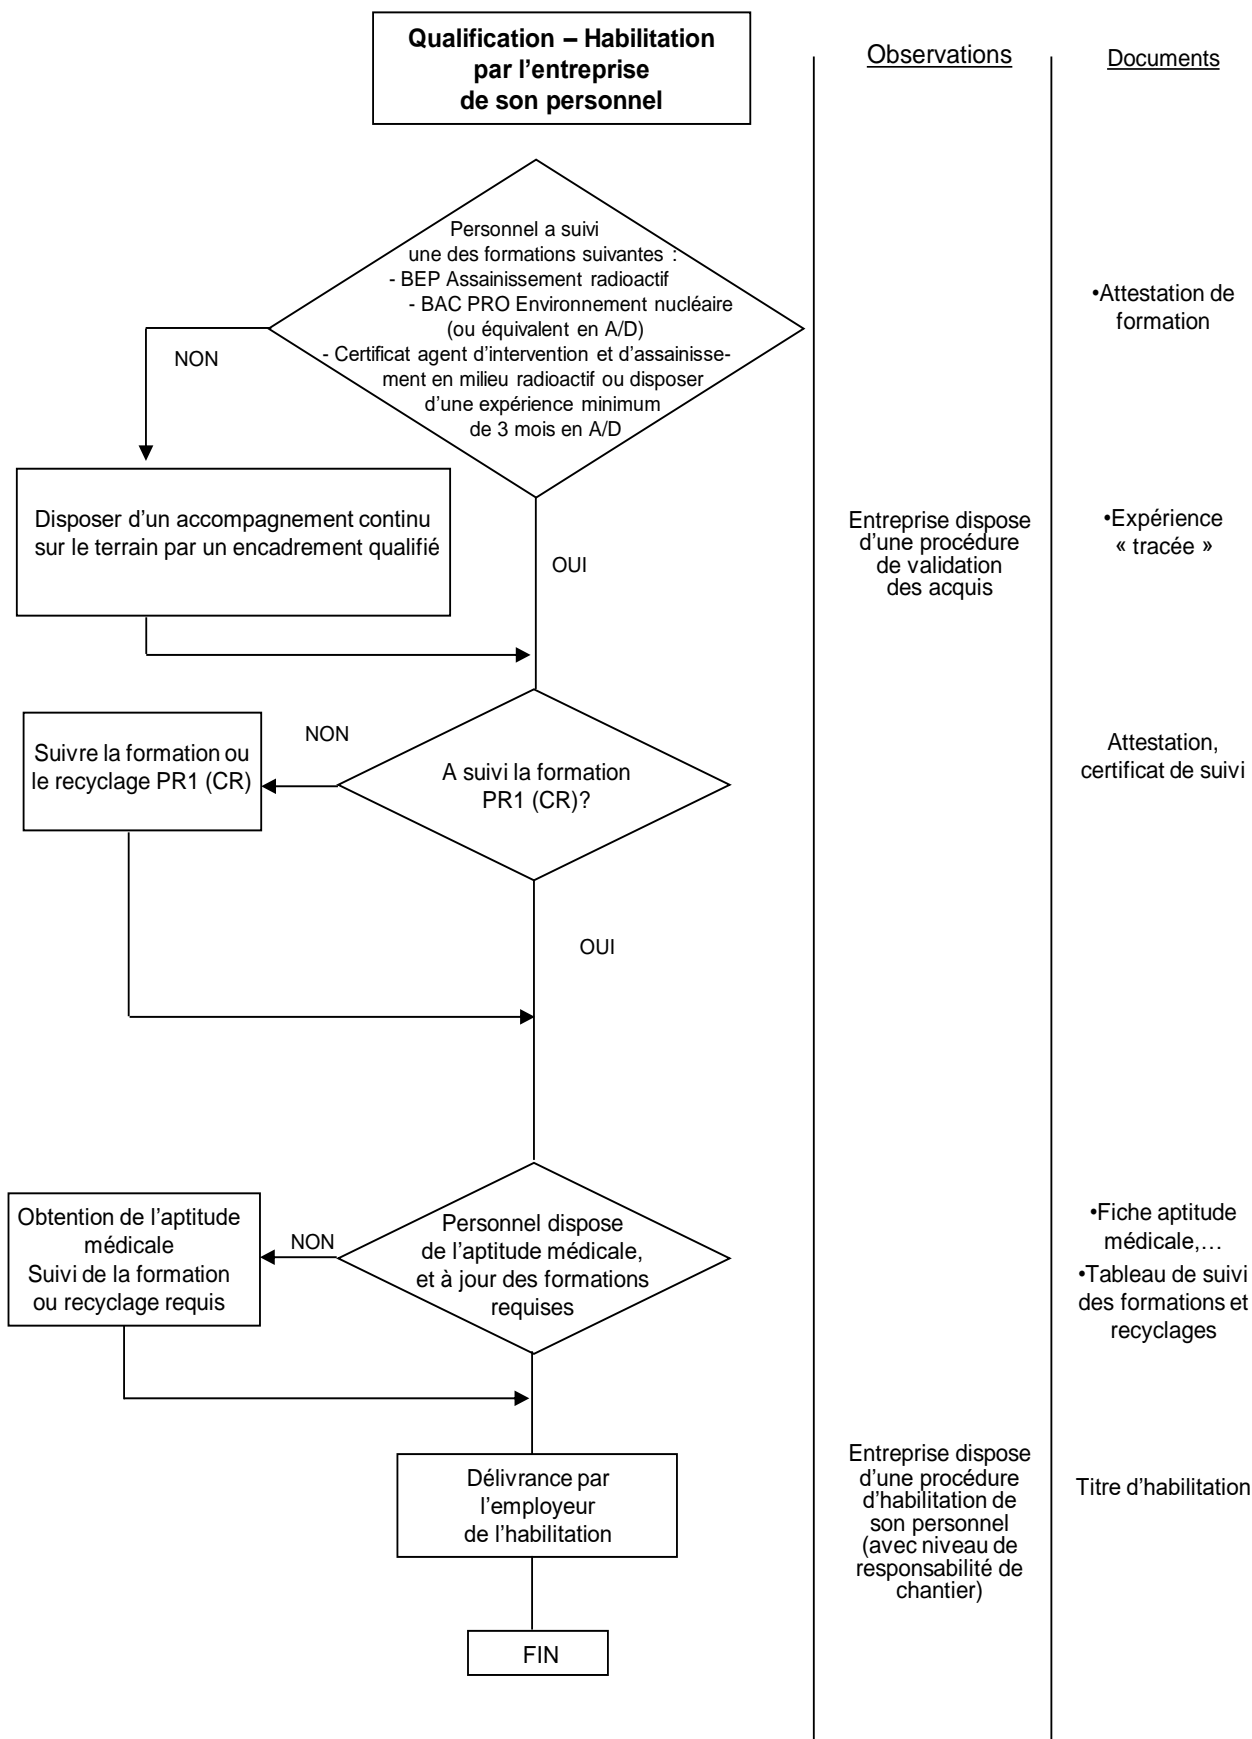 Qualification – Habilitation
par l'entreprise
de son personnel
Observations
Documents
Personnel a suivi
une des formations suivantes :
- BEP Assainissement radioactif
- BAC PRO Environnement nucléaire
(ou équivalent en A/D)
- Certificat agent d'intervention et d'assainisse-
ment en milieu radioactif ou disposer
d'une expérience minimum
de 3 mois en A/D
•Attestation de
formation
NON
Disposer d'un accompagnement continu
sur le terrain par un encadrement qualifié
OUI
Entreprise dispose
d'une procédure
de validation
des acquis
•Expérience
« tracée »
Suivre la formation ou
le recyclage PR1 (CR)
NON
A suivi la formation
PR1 (CR)?
Attestation,
certificat de suivi
OUI
Obtention de l'aptitude
médicale
Suivi de la formation
ou recyclage requis
NON
Personnel dispose
de l'aptitude médicale,
et à jour des formations
requises
•Fiche aptitude
médicale,…
•Tableau de suivi
des formations et
recyclages
Délivrance par
l'employeur
de l'habilitation
Entreprise dispose
d'une procédure
d'habilitation de
son personnel
(avec niveau de
responsabilité de
chantier)
Titre d'habilitation
FIN